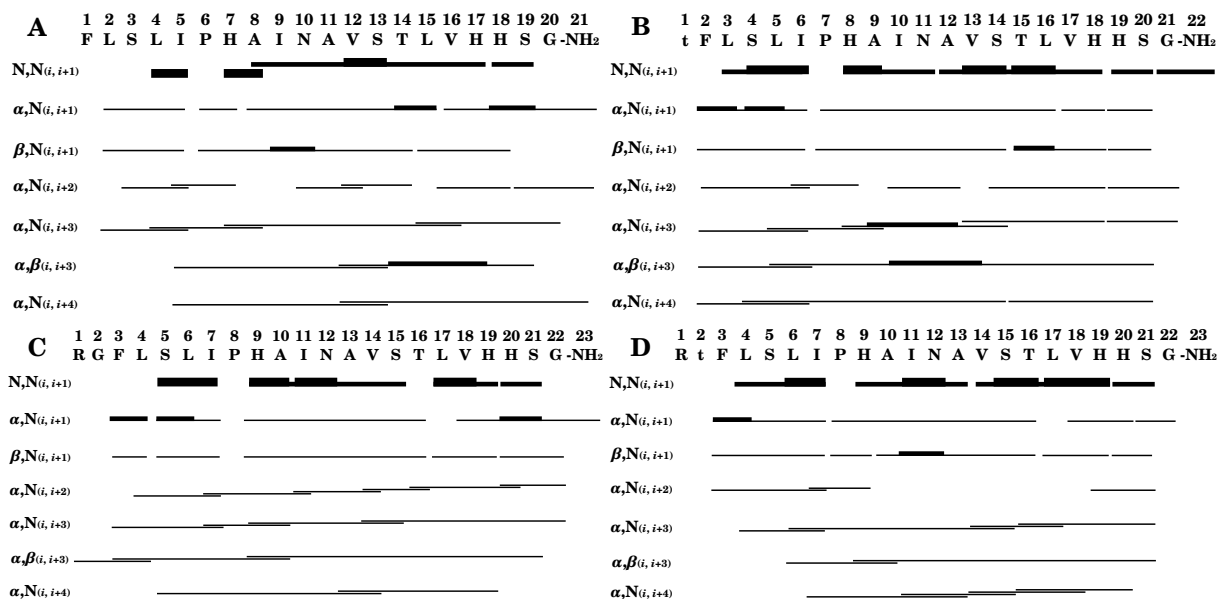 A
1 2 3 4 5 6 7 8 9 10 11 12 13 14 15 16 17 18 19 20 21
F L S L I P H A I N A V S T L V H H S G -NH2
N,N(i, i+1)
α,N(i, i+1)
β,N(i, i+1)
α,N(i, i+2)
α,N(i, i+3)
α,β(i, i+3)
α,N(i, i+4)
B
1 2 3 4 5 6 7 8 9 10 11 12 13 14 15 16 17 18 19 20 21 22
t F L S L I P H A I N A V S T L V H H S G -NH2
N,N(i, i+1)
α,N(i, i+1)
β,N(i, i+1)
α,N(i, i+2)
α,N(i, i+3)
α,β(i, i+3)
α,N(i, i+4)
C
1 2 3 4 5 6 7 8 9 10 11 12 13 14 15 16 17 18 19 20 21 22 23
R G F L S L I P H A I N A V S T L V H H S G -NH2
N,N(i, i+1)
α,N(i, i+1)
β,N(i, i+1)
α,N(i, i+2)
α,N(i, i+3)
α,β(i, i+3)
α,N(i, i+4)
D
1 2 3 4 5 6 7 8 9 10 11 12 13 14 15 16 17 18 19 20 21 22 23
R t F L S L I P H A I N A V S T L V H H S G -NH2
N,N(i, i+1)
α,N(i, i+1)
β,N(i, i+1)
α,N(i, i+2)
α,N(i, i+3)
α,β(i, i+3)
α,N(i, i+4)